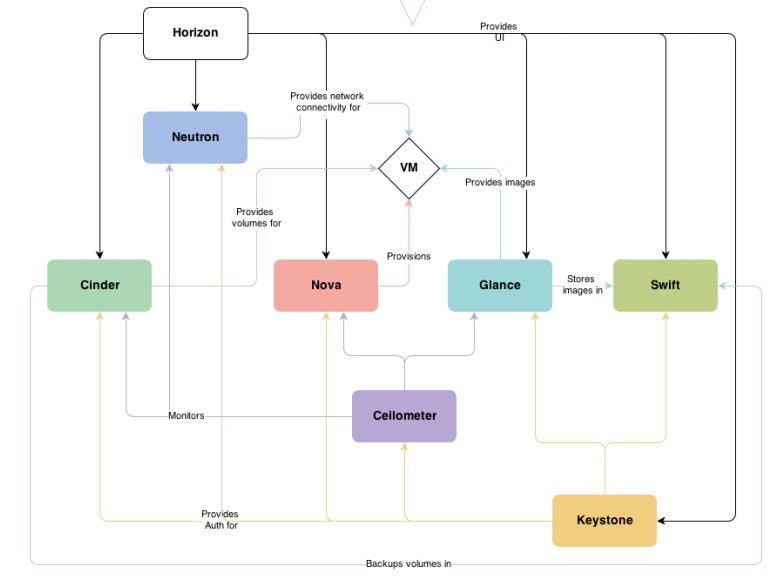 Horizon
Provides
UI
Provides network
connectivity for
Neutron
VM
Provides images
Provides
volumes for
Provisions
Cinder
Nova
Glance
Stores
images in
Swift
Monitors
Ceilometer
Provides
Auth for
Keystone
Backups volumes in